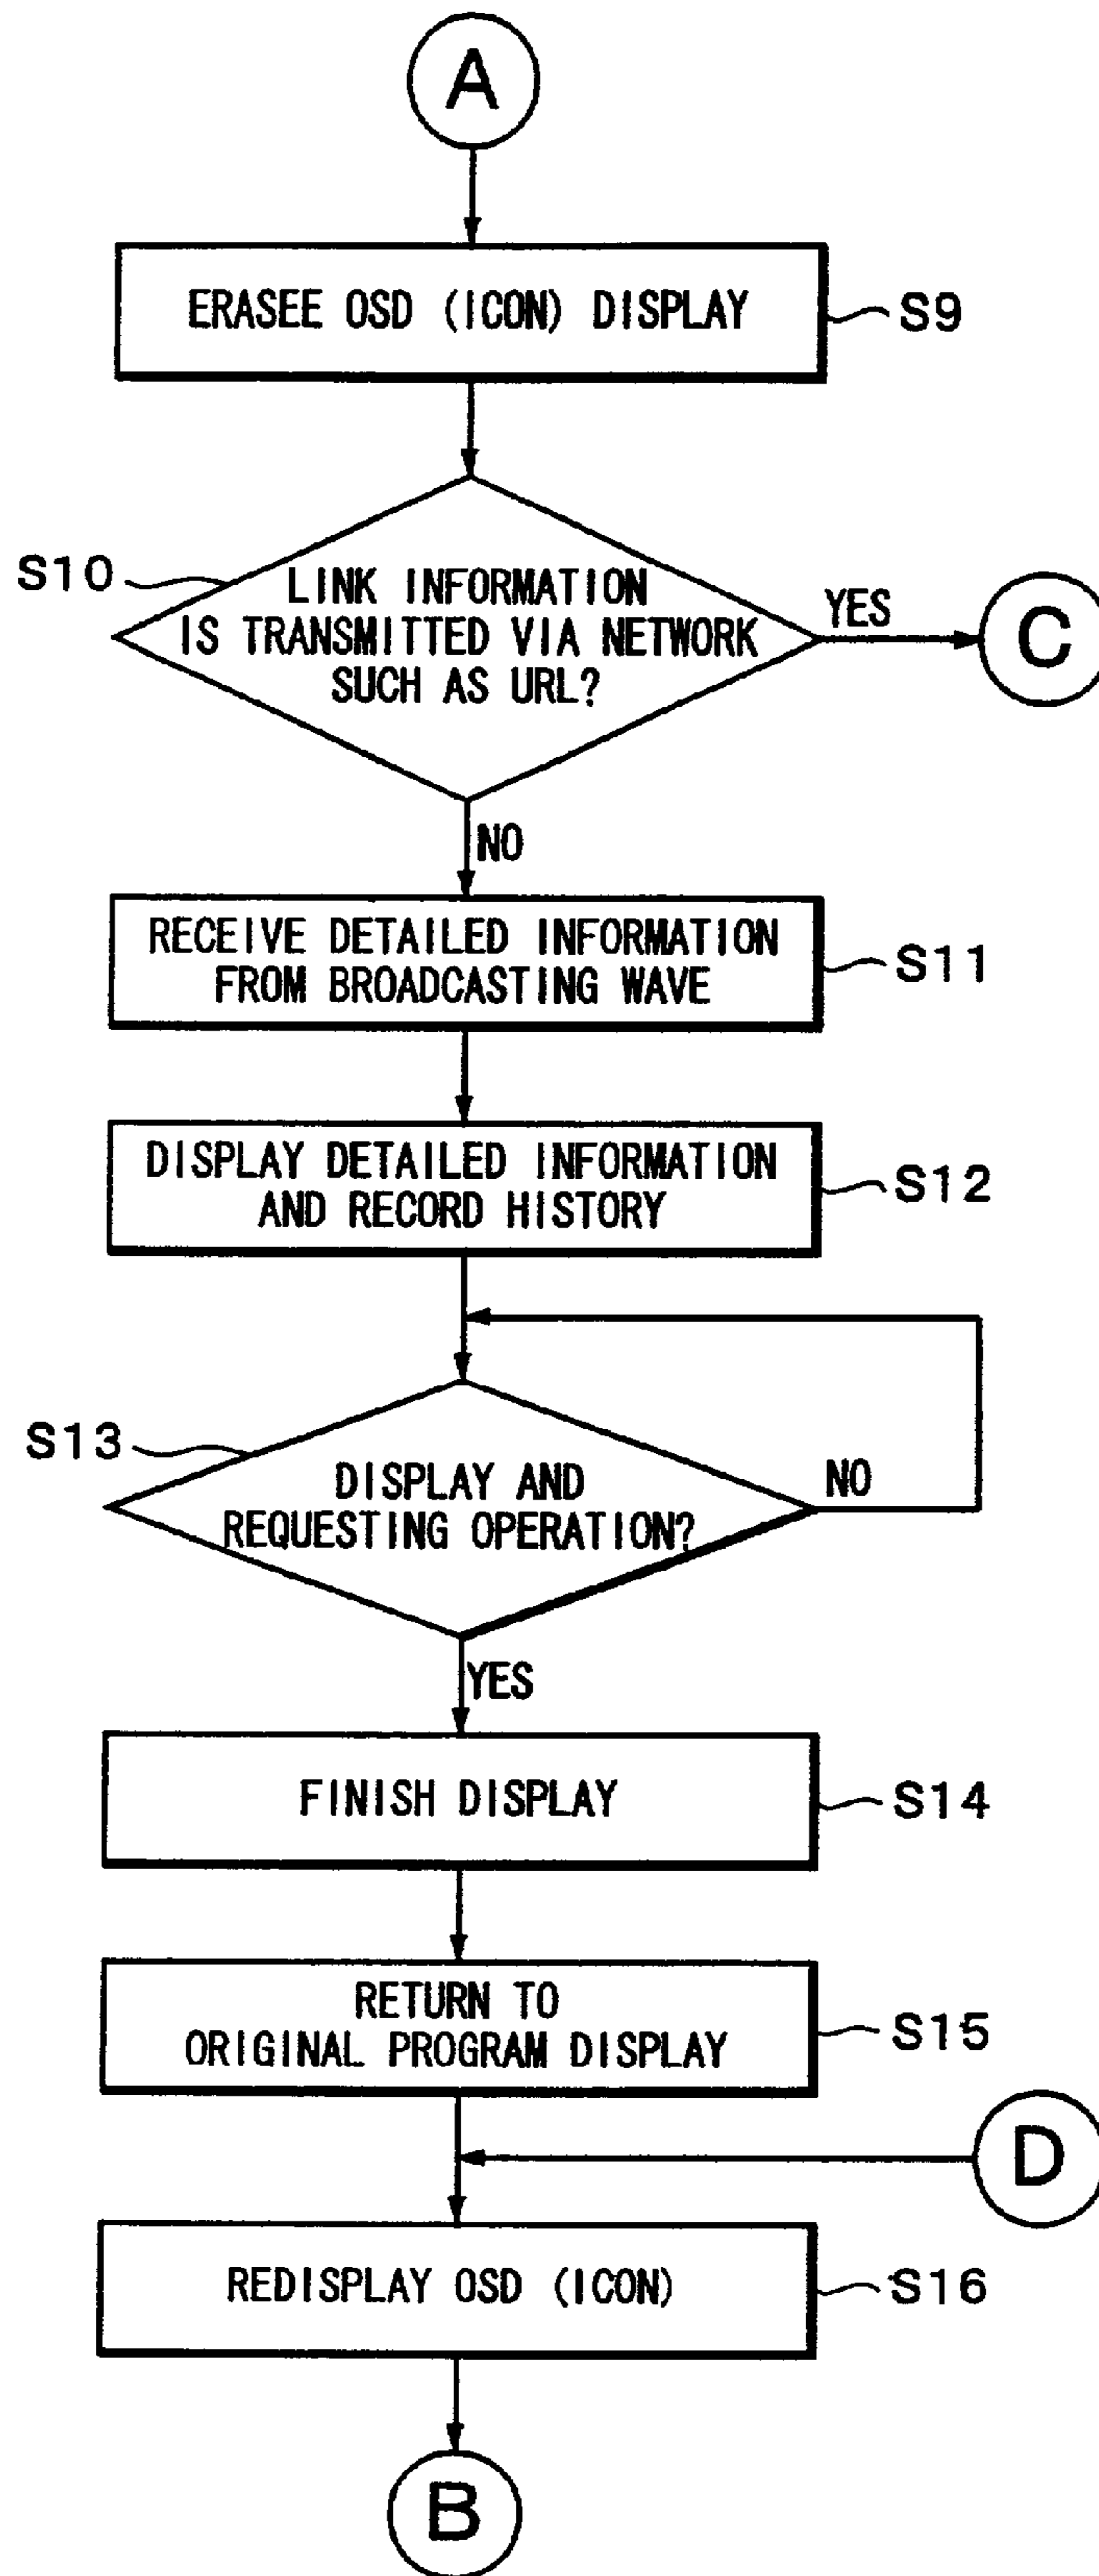 A
ERASEE OSD (ICON) DISPLAY
S9
S10
LINK INFORMATION
IS TRANSMITTED VIA NETWORK
SUCH AS URL?
YES
C
NO
RECEIVE DETAILED INFORMATION
FROM BROADCASTING WAVE
S11
DISPLAY DETAILED INFORMATION
AND RECORD HISTORY
S12
S13
DISPLAY AND
REQUESTING OPERATION?
NO
YES
FINISH DISPLAY
S14
RETURN TO
ORIGINAL PROGRAM DISPLAY
S15
D
REDISPLAY OSD (ICON)
S16
B